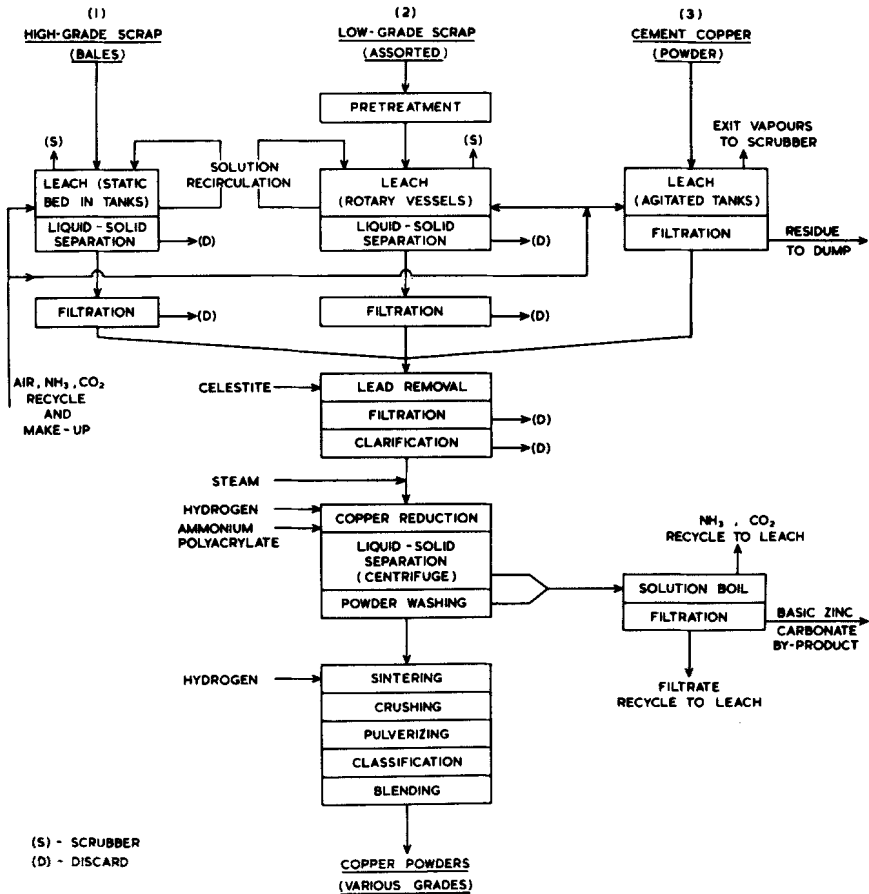 (1)
HIGH-GRADE SCRAP
(BALES)
(2)
LOW-GRADE SCRAP
(ASSORTED)
(3)
CEMENT COPPER
(POWDER)
PRETREATMENT
(S)
LEACH (STATIC
BED IN TANKS)
LIQUID-SOLID
SEPARATION
(D)
SOLUTION
RECIRCULATION
(S)
LEACH
(ROTARY VESSELS)
LIQUID-SOLID
SEPARATION
(D)
EXIT VAPOURS
TO SCRUBBER
LEACH
(AGITATED TANKS)
FILTRATION
RESIDUE
TO DUMP
FILTRATION
(D)
FILTRATION
(D)
AIR, NH₃, CO₂
RECYCLE
AND
MAKE-UP
CELESTITE
LEAD REMOVAL
FILTRATION
(D)
CLARIFICATION
(D)
STEAM
HYDROGEN
AMMONIUM
POLYACRYLATE
COPPER REDUCTION
LIQUID-SOLID
SEPARATION
(CENTRIFUGE)
POWDER WASHING
NH₃, CO₂
RECYCLE TO LEACH
SOLUTION BOIL
FILTRATION
BASIC ZINC
CARBONATE
BY-PRODUCT
FILTRATE
RECYCLE TO LEACH
HYDROGEN
SINTERING
CRUSHING
PULVERIZING
CLASSIFICATION
BLENDING
(S) - SCRUBBER
(D) - DISCARD
COPPER POWDERS
(VARIOUS GRADES)